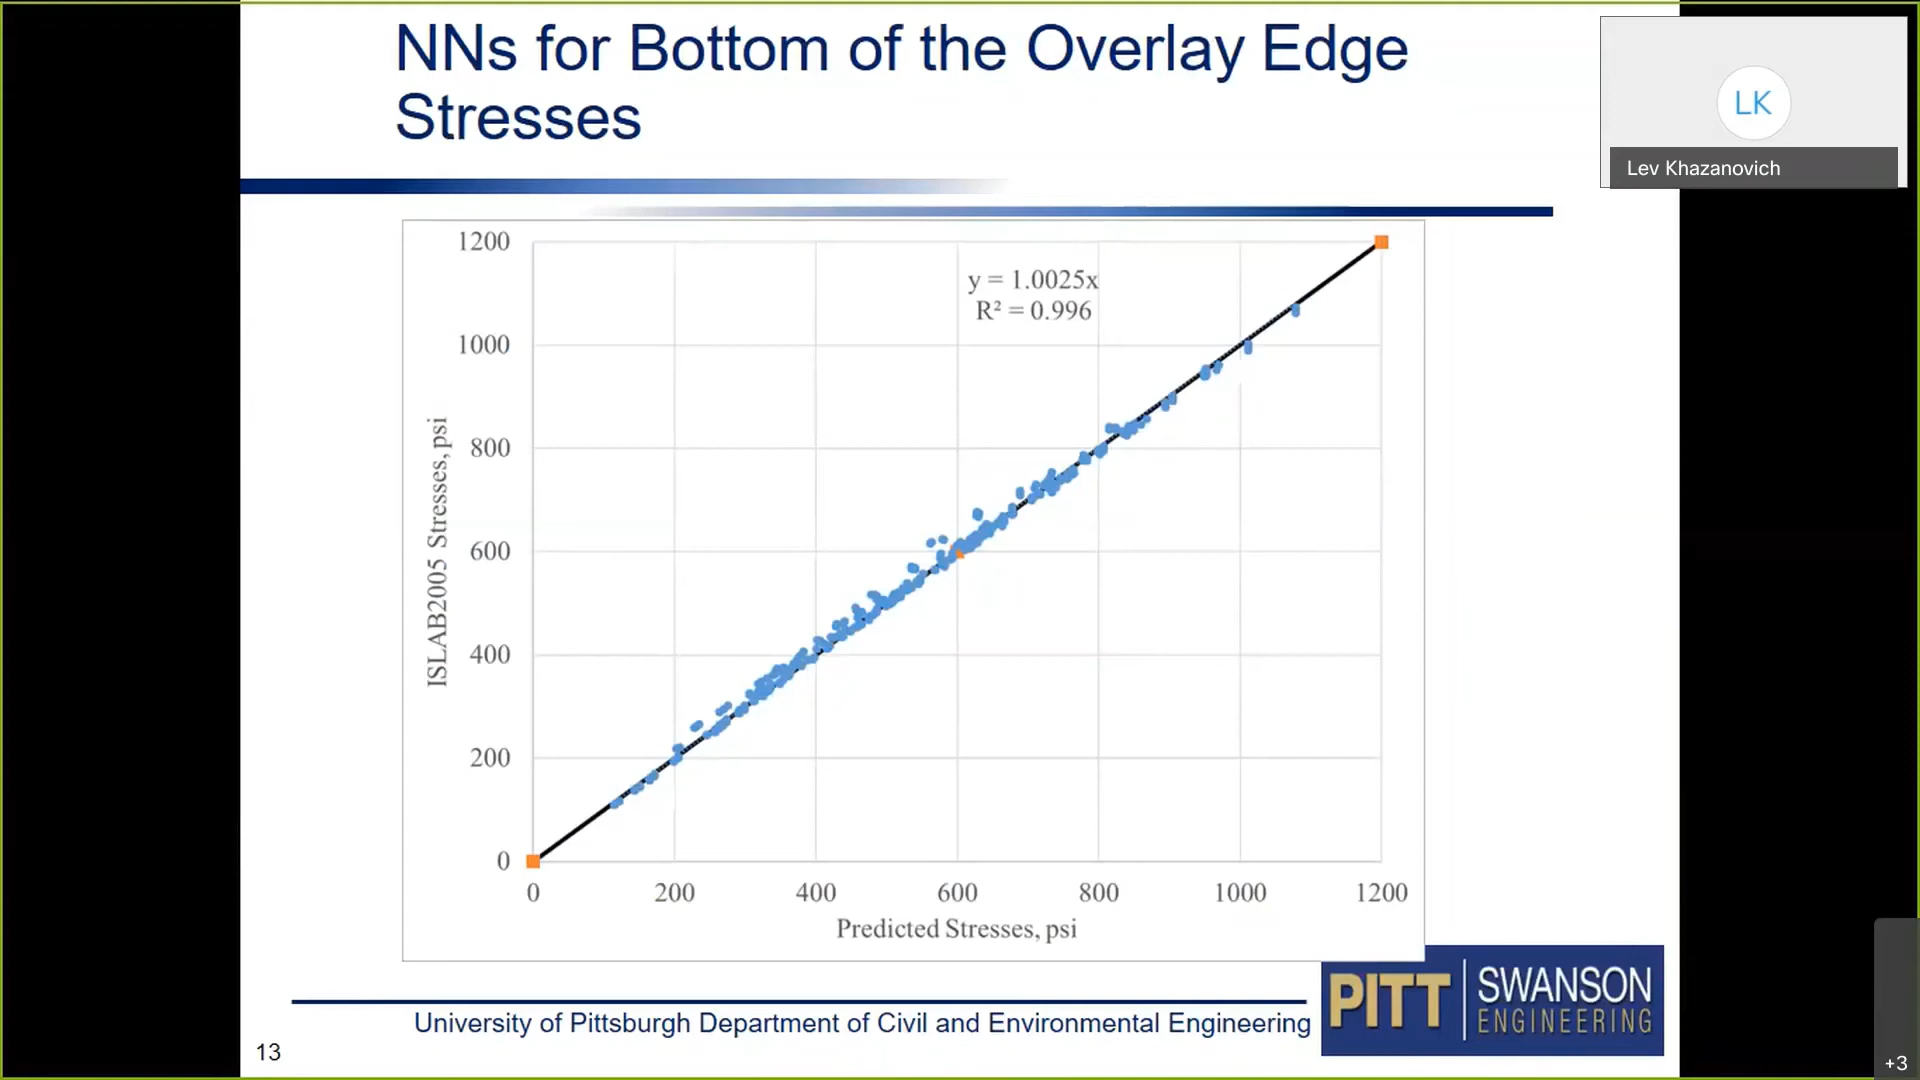 NNs for Bottom of the Overlay Edge
Stresses
LK
Lev Khazanovich
y = 1.0025x
R² = 0.996
1200
1000
800
600
400
200
0
ISLAB2005 Stresses, psi
0 200 400 600 800 1000 1200
Predicted Stresses, psi
University of Pittsburgh Department of Civil and Environmental Engineering
PITT
SWANSON
ENGINEERING
13
+3